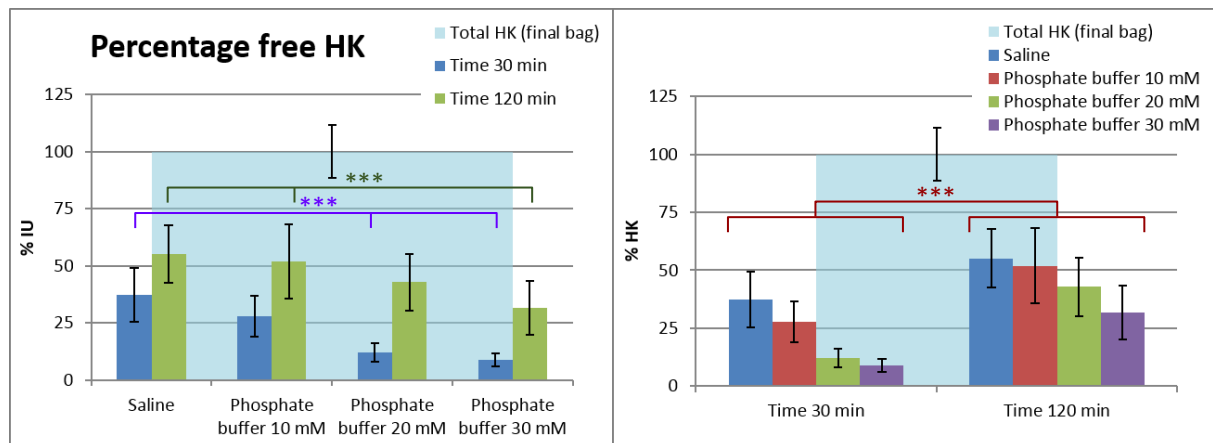 Percentage free HK
Total HK (final bag)
Time 30 min
Time 120 min
125
100
75
50
25
0
% IU
***
***
Saline
Phosphate
buffer 10 mM
Phosphate
buffer 20 mM
Phosphate
buffer 30 mM
Total HK (final bag)
Saline
Phosphate buffer 10 mM
Phosphate buffer 20 mM
Phosphate buffer 30 mM
125
100
75
50
25
0
% HK
***
Time 30 min
Time 120 min